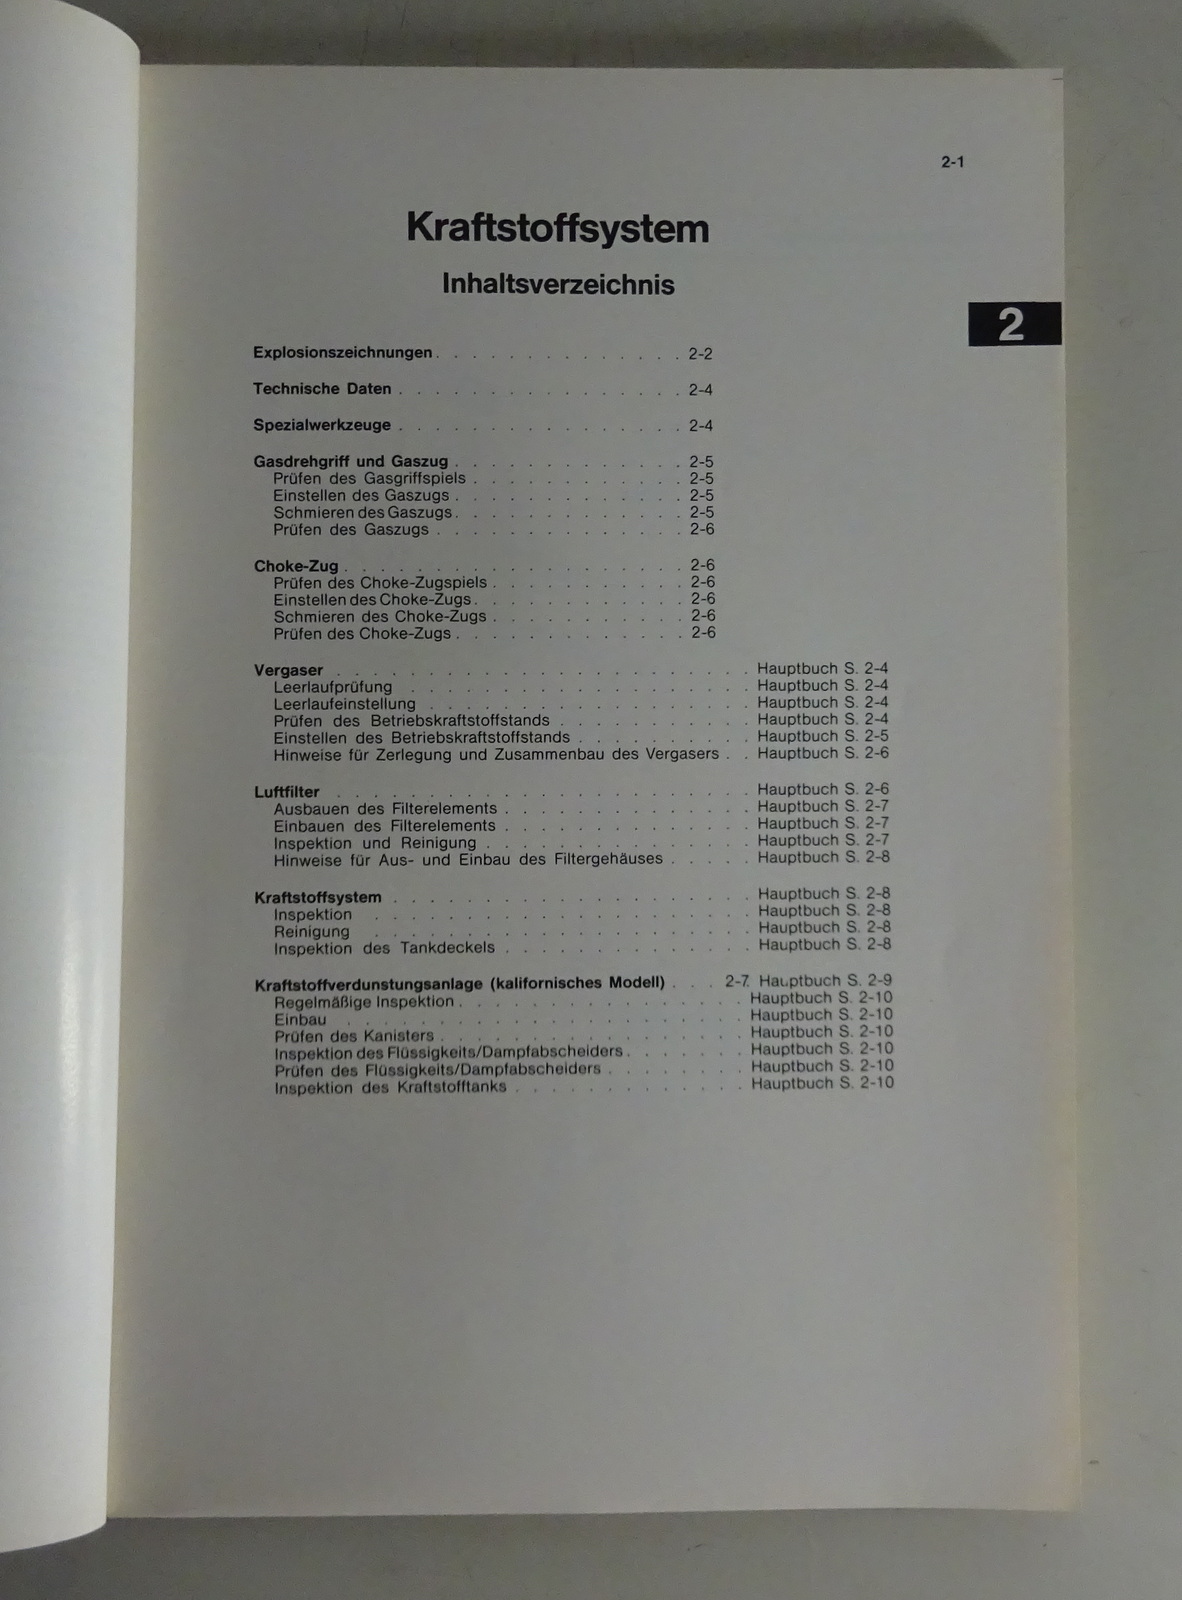 2-1
Kraftstoffsystem
Inhaltsverzeichnis
2
Explosionszeichnungen. . . . . . . . . . . . . . 2-2
Technische Daten . . . . . . . . . . . . . . . . 2-4
Spezialwerkzeuge . . . . . . . . . . . . . . . . 2-4
Gasdrehgriff und Gaszug . . . . . . . . . . . . . 2-5
Prüfen des Gasgriffspiels . . . . . . . . . . . . 2-5
Einstellen des Gaszugs . . . . . . . . . . . . . 2-5
Schmieren des Gaszugs. . . . . . . . . . . . . 2-5
Prüfen des Gaszugs . . . . . . . . . . . . . . 2-6
Choke-Zug . . . . . . . . . . . . . . . . . . . 2-6
Prüfen des Choke-Zugspiels . . . . . . . . . . . 2-6
Einstellen des Choke-Zugs. . . . . . . . . . . . 2-6
Schmieren des Choke-Zugs . . . . . . . . . . . 2-6
Prüfen des Choke-Zugs . . . . . . . . . . . . . 2-6
Vergaser . . . . . . . . . . . . . . . . . . . . . . . Hauptbuch S. 2-4
Leerlaufprüfung . . . . . . . . . . . . . . . . . . . Hauptbuch S. 2-4
Leerlaufeinstellung . . . . . . . . . . . . . . . . . . Hauptbuch S. 2-4
Prüfen des Betriebskraftstoffstands . . . . . . . . . . . Hauptbuch S. 2-4
Einstellen des Betriebskraftstoffstands . . . . . . . . . . Hauptbuch S. 2-5
Hinweise für Zerlegung und Zusammenbau des Vergasers . . Hauptbuch S. 2-6
Luftfilter . . . . . . . . . . . . . . . . . . . . . . . Hauptbuch S. 2-6
Ausbauen des Filterelements . . . . . . . . . . . . . . Hauptbuch S. 2-7
Einbauen des Filterelements . . . . . . . . . . . . . . Hauptbuch S. 2-7
Inspektion und Reinigung . . . . . . . . . . . . . . . Hauptbuch S. 2-7
Hinweise für Aus- und Einbau des Filtergehäuses . . . . . Hauptbuch S. 2-8
Kraftstoffsystem . . . . . . . . . . . . . . . . . . . . Hauptbuch S. 2-8
Inspektion . . . . . . . . . . . . . . . . . . . . . Hauptbuch S. 2-8
Reinigung . . . . . . . . . . . . . . . . . . . . . Hauptbuch S. 2-8
Inspektion des Tankdeckels . . . . . . . . . . . . . . Hauptbuch S. 2-8
Kraftstoffverdunstungsanlage (kalifornisches Modell) . . . 2-7. Hauptbuch S. 2-9
Regelmäßige Inspektion . . . . . . . . . . . . . . . . Hauptbuch S. 2-10
Einbau . . . . . . . . . . . . . . . . . . . . . . Hauptbuch S. 2-10
Prüfen des Kanisters . . . . . . . . . . . . . . . . . Hauptbuch S. 2-10
Inspektion des Flüssigkeits/Dampfabscheiders . . . . . . . Hauptbuch S. 2-10
Prüfen des Flüssigkeits/Dampfabscheiders . . . . . . . . Hauptbuch S. 2-10
Inspektion des Kraftstofftanks . . . . . . . . . . . . . Hauptbuch S. 2-10